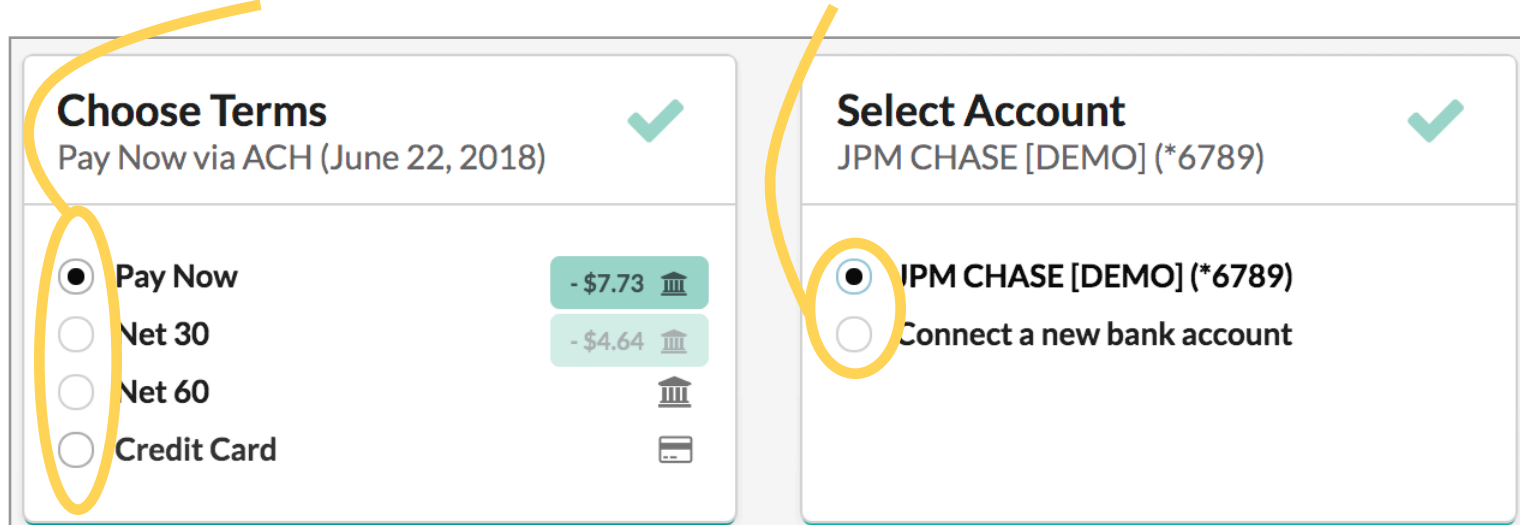 Choose Terms
Pay Now via ACH (June 22, 2018)
Pay Now
- $7.73
Net 30
- $4.64
Net 60
Credit Card
Select Account
JPM CHASE [DEMO] (*6789)
JPM CHASE [DEMO] (*6789)
Connect a new bank account